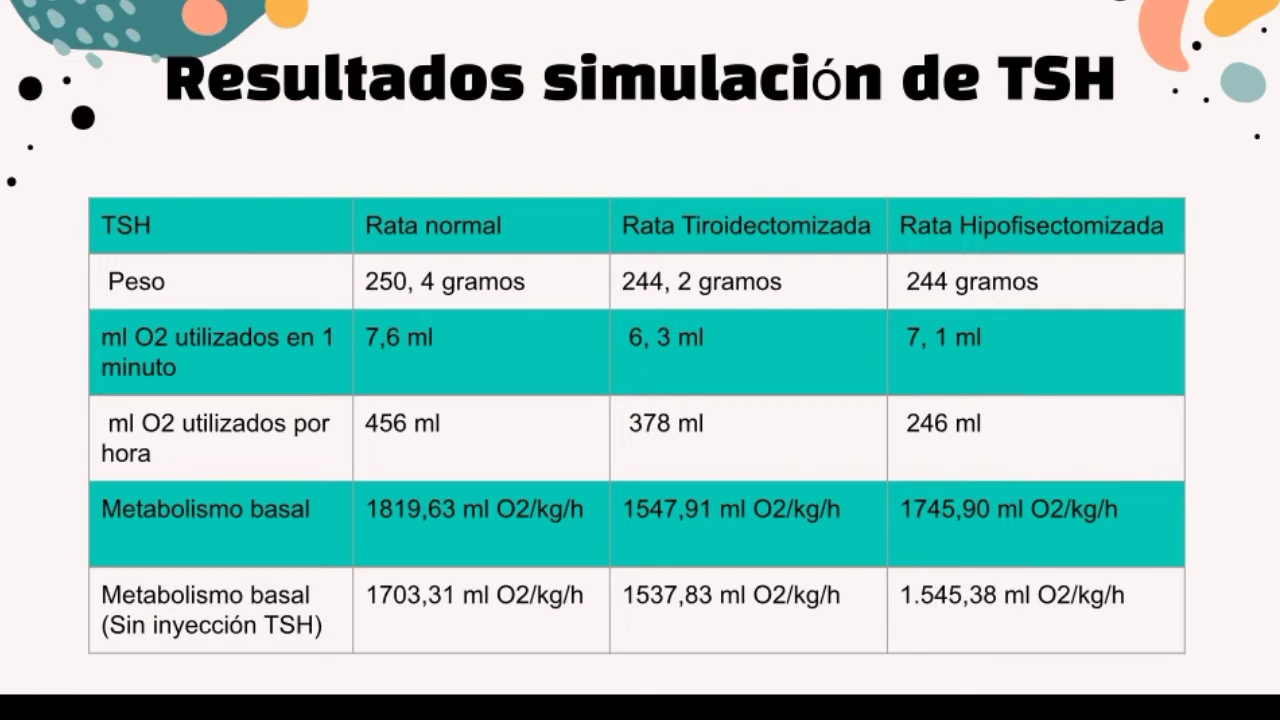 Resultados simulación de TSH
TSH Rata normal Rata Tiroidectomizada Rata Hipofisectomizada
Peso 250, 4 gramos 244, 2 gramos 244 gramos
ml O2 utilizados en 1 7,6 ml 6, 3 ml 7, 1 ml
minuto
ml O2 utilizados por 456 ml 378 ml 246 ml
hora
Metabolismo basal 1819,63 ml O2/kg/h 1547,91 ml O2/kg/h 1745,90 ml O2/kg/h
Metabolismo basal 1703,31 ml O2/kg/h 1537,83 ml O2/kg/h 1.545,38 ml O2/kg/h
(Sin inyección TSH)